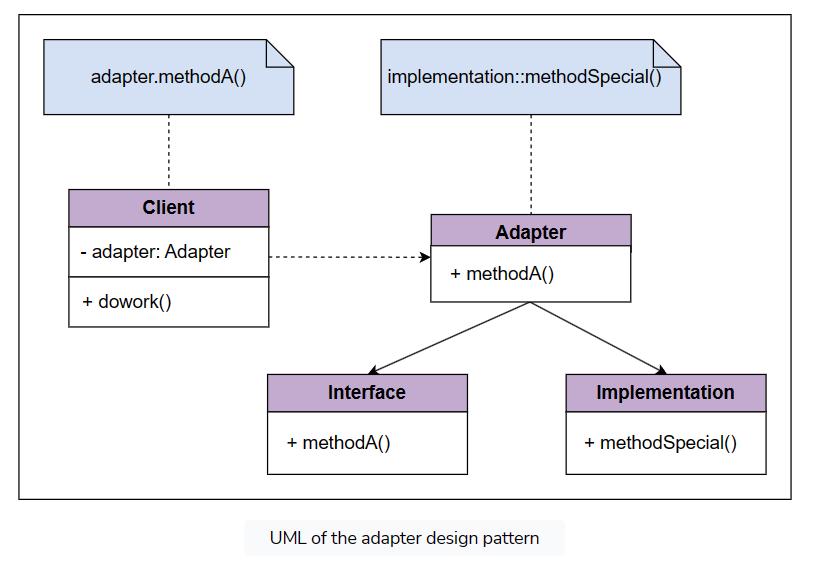 adapter.methodA()
implementation::methodSpecial()
Client
- adapter: Adapter
+ dowork()
Adapter
+ methodA()
Interface
+ methodA()
Implementation
+ methodSpecial()
UML of the adapter design pattern